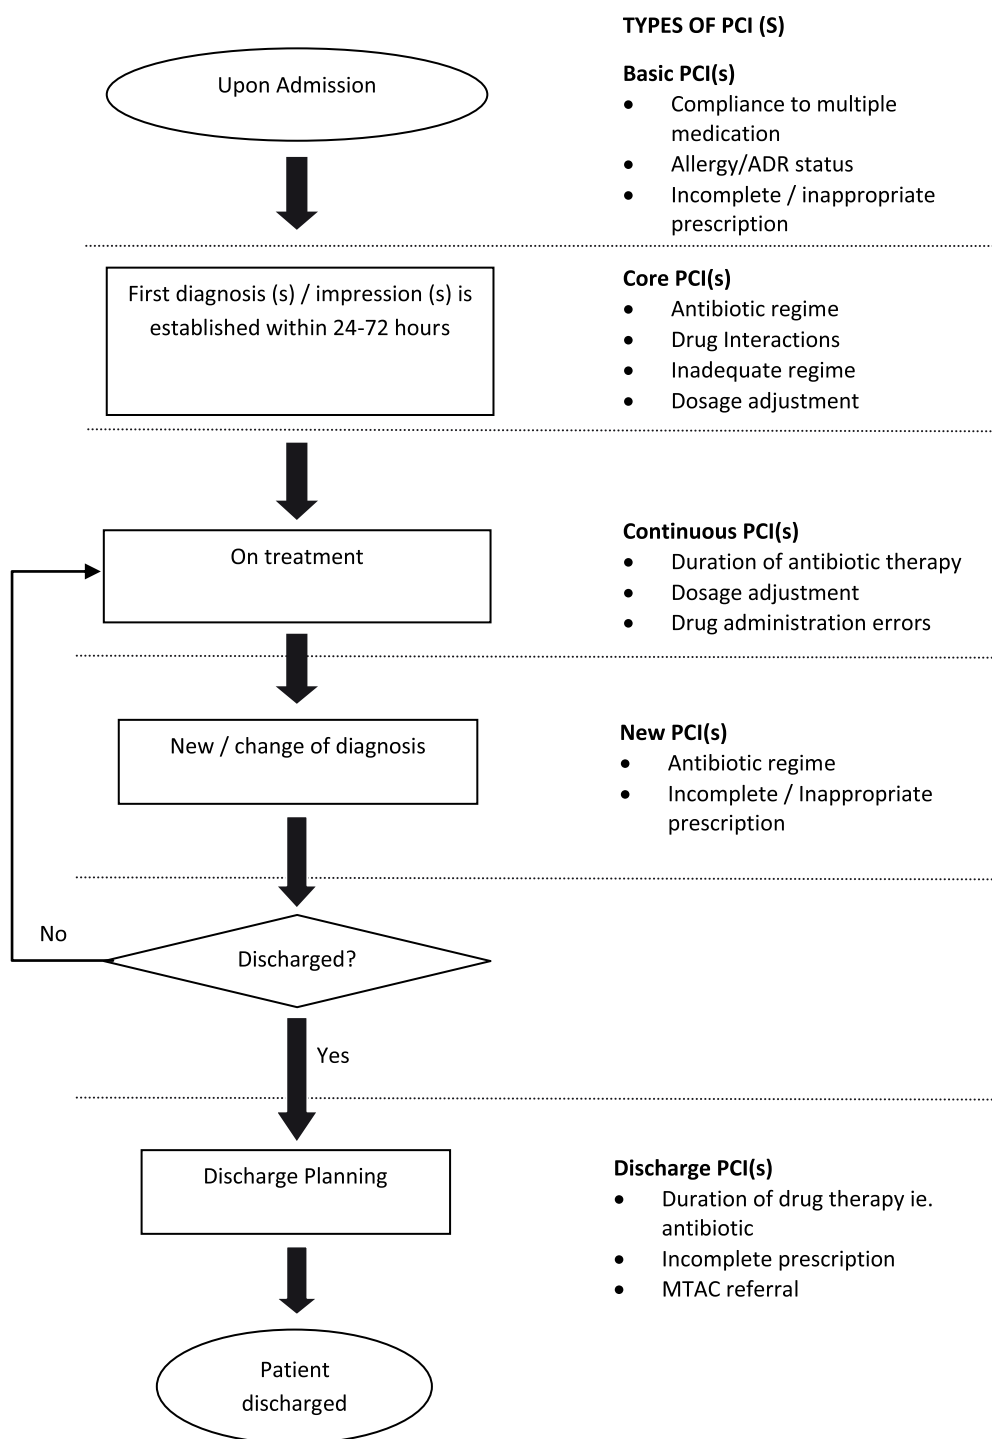 TYPES OF PCI (S)
Upon Admission
Basic PCI(s)
• Compliance to multiple
medication
• Allergy/ADR status
• Incomplete / inappropriate
prescription
First diagnosis (s) / impression (s) is
established within 24-72 hours
Core PCI(s)
• Antibiotic regime
• Drug Interactions
• Inadequate regime
• Dosage adjustment
On treatment
Continuous PCI(s)
• Duration of antibiotic therapy
• Dosage adjustment
• Drug administration errors
New / change of diagnosis
New PCI(s)
• Antibiotic regime
• Incomplete / Inappropriate
prescription
No
Discharged?
Yes
Discharge Planning
Discharge PCI(s)
• Duration of drug therapy ie.
antibiotic
• Incomplete prescription
• MTAC referral
Patient
discharged